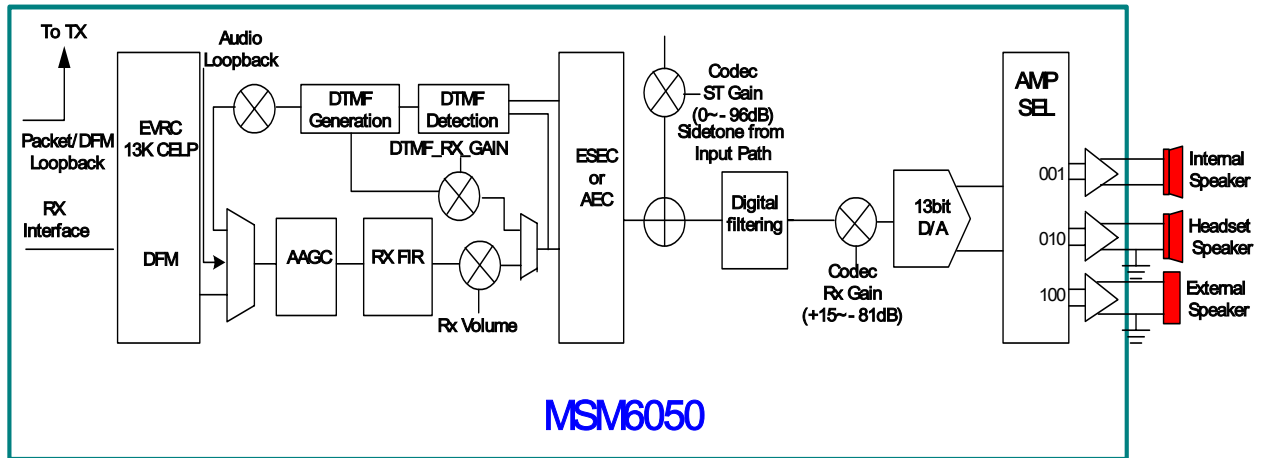 To TX
Packet/ DFM
Loopback
RX
Interface
EVRC
13K CELP
DFM
Audio
Loopback
DTMF
Generation
DTMF
Detection
DTMF_RX_GAIN
AAGC
RX FIR
Rx Volume
ESEC
or
AEC
Codec
ST Gain
(0~ - 96dB)
Sidetone from
Input Path
Digital
filtering
Codec
Rx Gain
(+15~ - 81dB)
13bit
D/A
AMP
SEL
001
010
100
Internal
Speaker
Headset
Speaker
External
Speaker
MSM6050